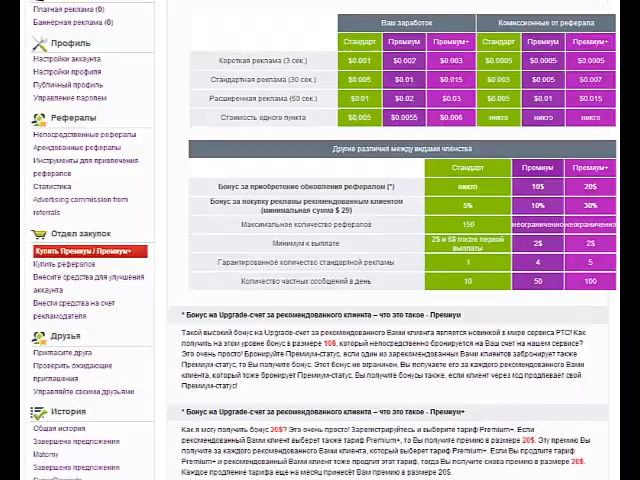 Платная реклама (0)
Баннерная реклама (0)
Профиль
Настройки аккаунта
Настройки профиля
Публичный профиль
Управление паролем
Рефералы
Непосредственные рефералы
Арендованные рефералы
Инструменты для привлечения
рефералов
Статистика
Advertising commission from
referrals
Отдел закупок
Купить Премиум / Премиум+
Купить рефералов
Внесите средства для улучшения
аккаунта
Внести средства на счет
рекламодателя
Друзья
Пригласите друга
Проверить ожидающие
приглашения
Управляйте своими друзьями
История
Общая история
Завершено предложения
Matomy
Завершено предложения
Ваш заработок Комиссионные от реферала
Стандарт Премиум Премиум+ Стандарт Премиум Премиум+
Короткая реклама (3 сек.) $0.001 $0.002 $0.003 $0.0005 $0.0005 $0.0005
Стандартная реклама (30 сек.) $0.005 $0.01 $0.015 $0.003 $0.005 $0.007
Расширенная реклама (60 сек.) $0.01 $0.02 $0.03 $0.005 $0.01 $0.015
Стоимость одного пункта $0.005 $0.0055 $0.006 никто никто никто
Другие различия между видами членства
Стандарт Премиум Премиум+
Бонус за приобретение обновления рефералом (*) никто 10$ 20$
Бонус за покупку рекламы рекомендованным клиентом
(минимальная сумма $ 29) 5% 10% 30%
Максимальное количество рефералов 150 неограниченно неограниченно
Минимум к выплате 2$ и 6$ после первой
выплаты 2$ 2$
Гарантированное количество стандартной рекламы 1 4 5
Количество частных сообщений в день 10 50 100
* Бонус на Upgrade-счет за рекомендованного клиента – что это такое - Премиум
Такой высокий бонус на Upgrade-счет за рекомендованного Вами клиента является новинкой в мире сервиса PTC! Как
получить на этом уровне бонус в размере 10$, который непосредственно бронируется на Ваш счет на нашем сервисе?
Это очень просто! Бронируйте Премиум-статус, если один из зарекомендованных Вами клиентов забронирует также
Премиум-статус, то Вы получите бонус. Этот бонус не ограничен, Вы получаете его за каждого рекомендованного Вами
клиента, который тоже бронирует Премиум-статус. Вы получите бонусы также, если клиент через год продлевает свой
Премиум-статус!
* Бонус на Upgrade-счет за рекомендованного клиента – что это такое - Премиум+
Как я могу получить бонус 20$? Это очень просто! Зарегистрируйтесь и выберите тариф Premium+. Если
рекомендованный Вами клиент выберет также тариф Premium+, то Вы получите премию в размере 20$. Эту премию Вы
получите за каждого рекомендованного Вами клиента, который выберет тариф Premium+. Если Вы продлите тариф
Premium+ и рекомендованный Вами клиент тоже продлит этот тариф, тогда Вы получите снова премию в размере 20$.
Каждое продление тарифа еще на месяц принесёт Вам премию в размере 20$.